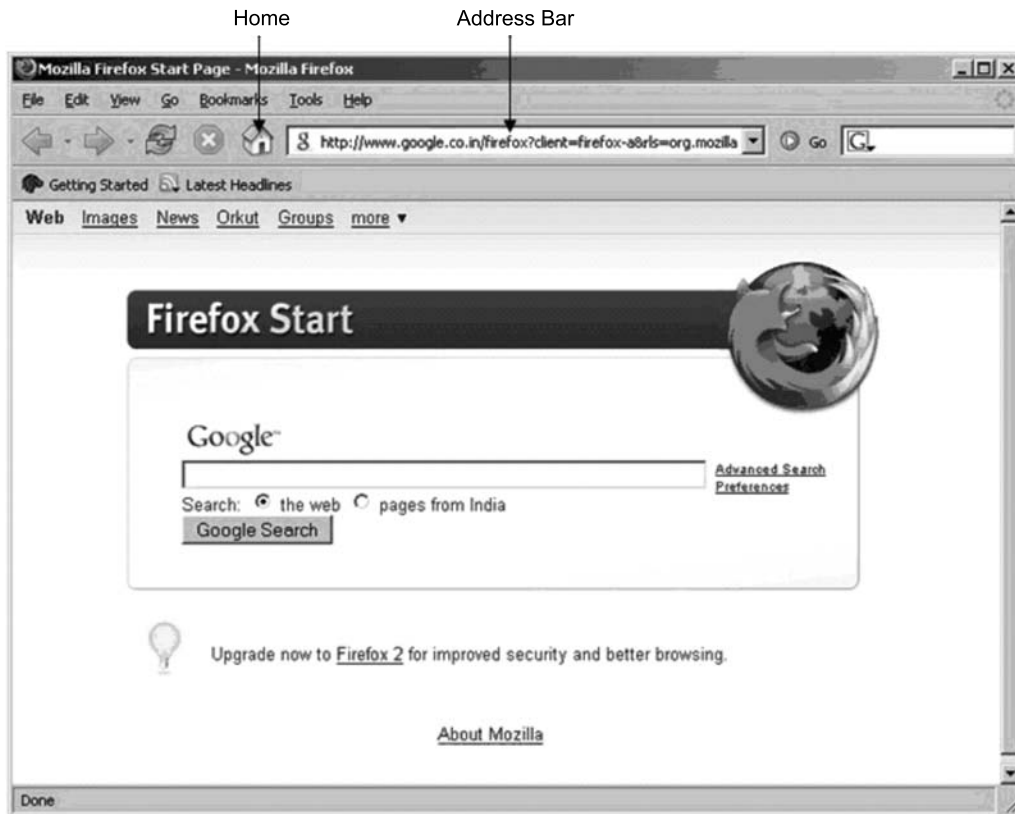 Home Address Bar
Mozilla Firefox Start Page - Mozilla Firefox
File Edit View Go Bookmarks Tools Help
g http://www.google.co.in/firefox?client=firefox-a&rls=org.mozilla Go G
Getting Started Latest Headlines
Web Images News Orkut Groups more ▼
Firefox Start
Google™
Advanced Search
Preferences
Search: the web pages from India
Google Search
Upgrade now to Firefox 2 for improved security and better browsing.
About Mozilla
Done